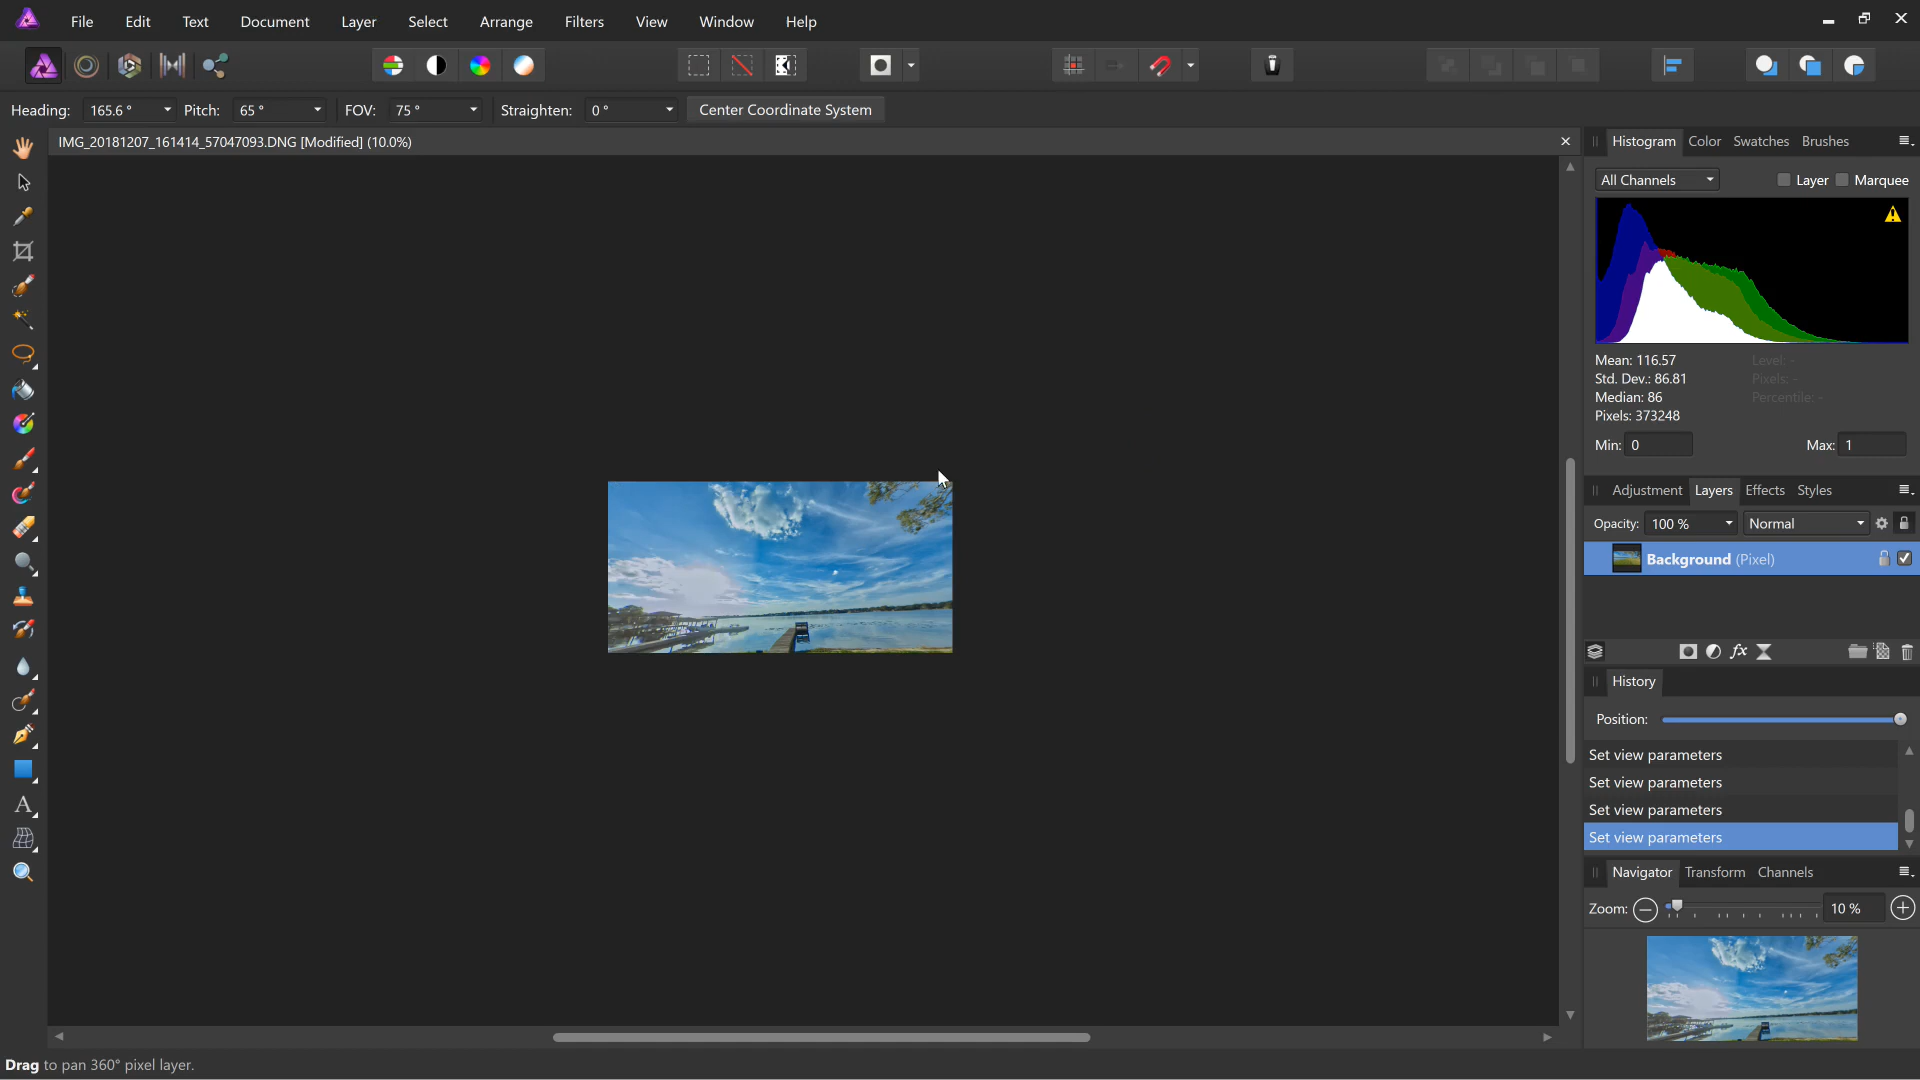 File Edit Text Document Layer Select Arrange Filters View Window Help
Heading: 165.6° Pitch: 65° FOV: 75° Straighten: 0° Center Coordinate System
IMG_20181207_161414_57047093.DNG [Modified] (10.0%)
Histogram Color Swatches Brushes
All Channels Layer Marquee
Mean: 116.57 Level: -
Std. Dev.: 86.81 Pixels: -
Median: 86 Percentile: -
Pixels: 373248
Min: 0 Max: 1
Adjustment Layers Effects Styles
Opacity: 100 % Normal
Background (Pixel)
fx
History
Position:
Set view parameters
Set view parameters
Set view parameters
Set view parameters
Navigator Transform Channels
Zoom: 10 %
A
Drag to pan 360° pixel layer.